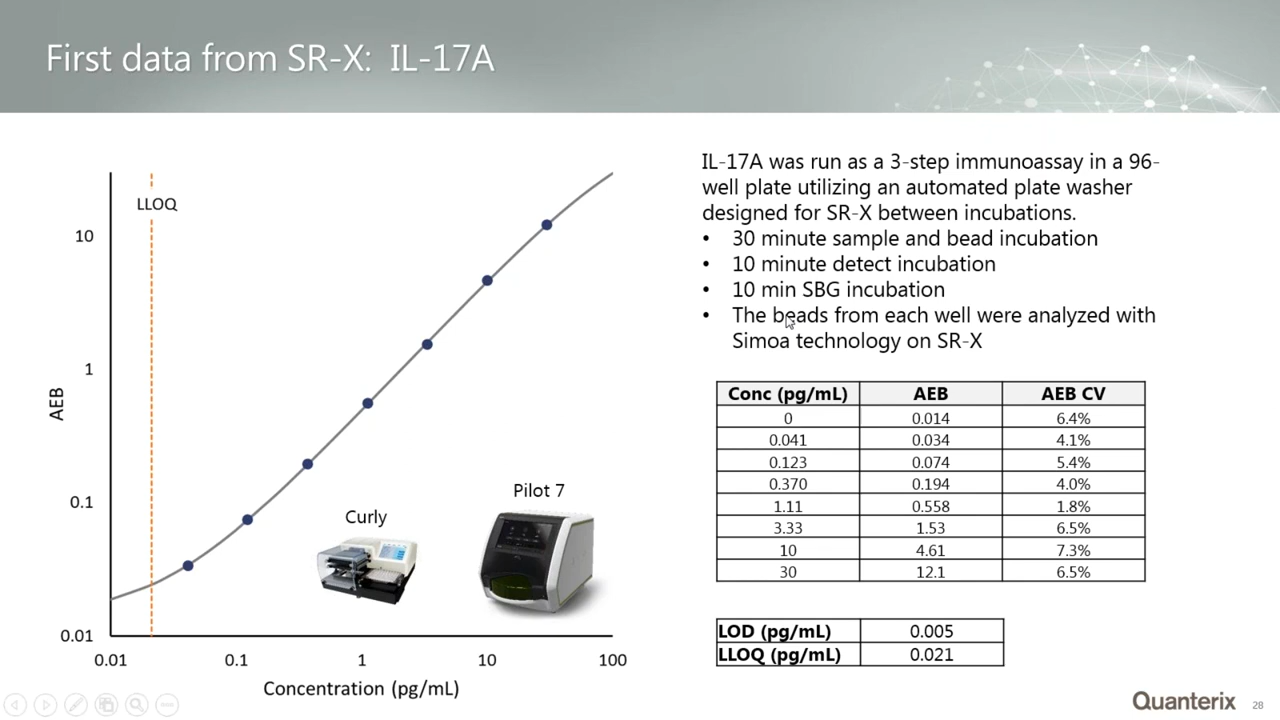 First data from SR-X: IL-17A
LLOQ
10
1
0.1
0.01
AEB
0.01 0.1 1 10 100
Concentration (pg/mL)
Curly
Pilot 7
IL-17A was run as a 3-step immunoassay in a 96-
well plate utilizing an automated plate washer
designed for SR-X between incubations.
• 30 minute sample and bead incubation
• 10 minute detect incubation
• 10 min SBG incubation
• The beads from each well were analyzed with
Simoa technology on SR-X
Conc (pg/mL) AEB AEB CV
0 0.014 6.4%
0.041 0.034 4.1%
0.123 0.074 5.4%
0.370 0.194 4.0%
1.11 0.558 1.8%
3.33 1.53 6.5%
10 4.61 7.3%
30 12.1 6.5%
LOD (pg/mL) 0.005
LLOQ (pg/mL) 0.021
Quanterix 28